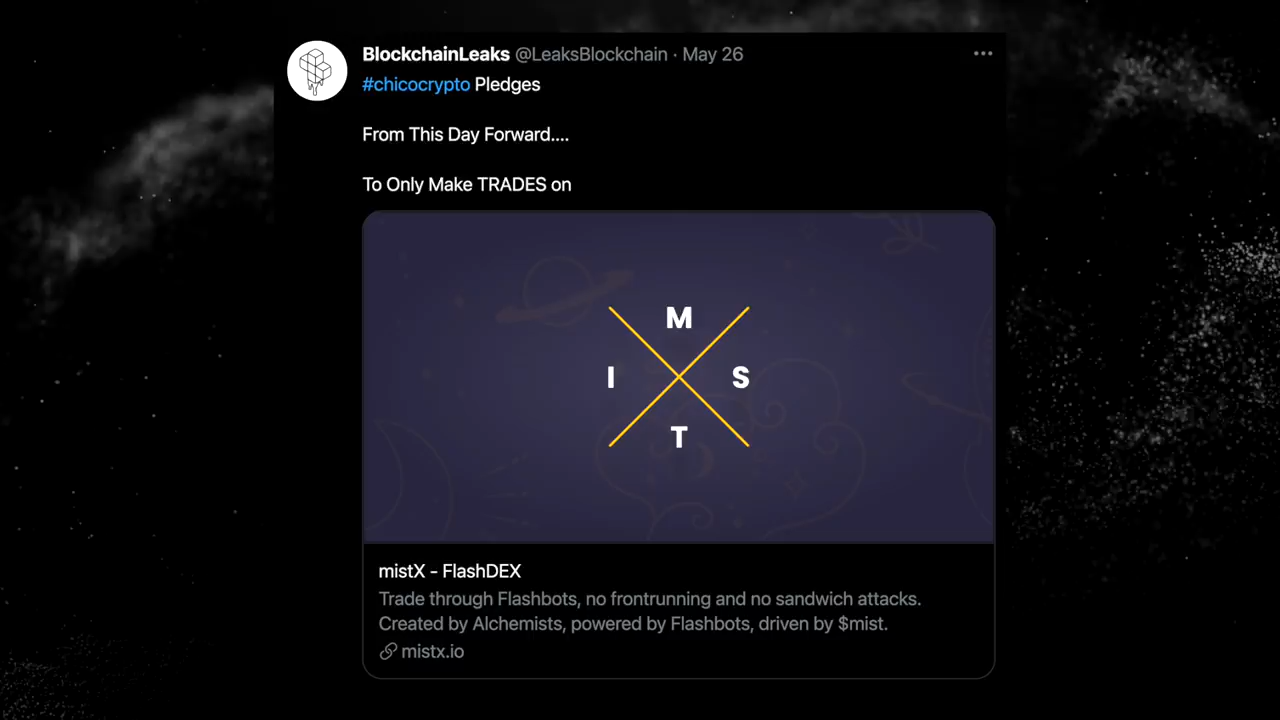 BlockchainLeaks @LeaksBlockchain · May 26
#chicocrypto Pledges
From This Day Forward....
To Only Make TRADES on
M
I S
T
mistX - FlashDEX
Trade through Flashbots, no frontrunning and no sandwich attacks.
Created by Alchemists, powered by Flashbots, driven by $mist.
mistx.io